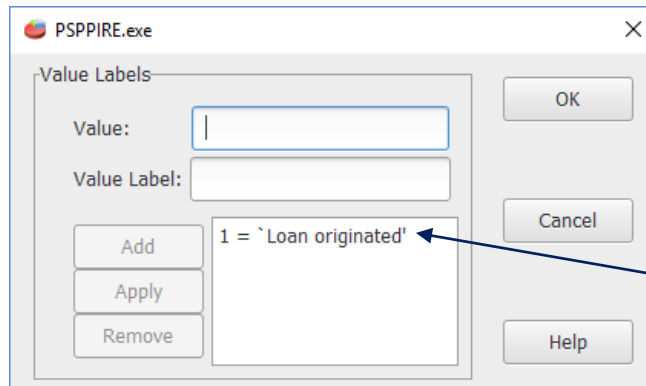 PSPPIRE.exe
Value Labels
Value:
Value Label:
Add
Apply
Remove
1 = `Loan originated'
OK
Cancel
Help